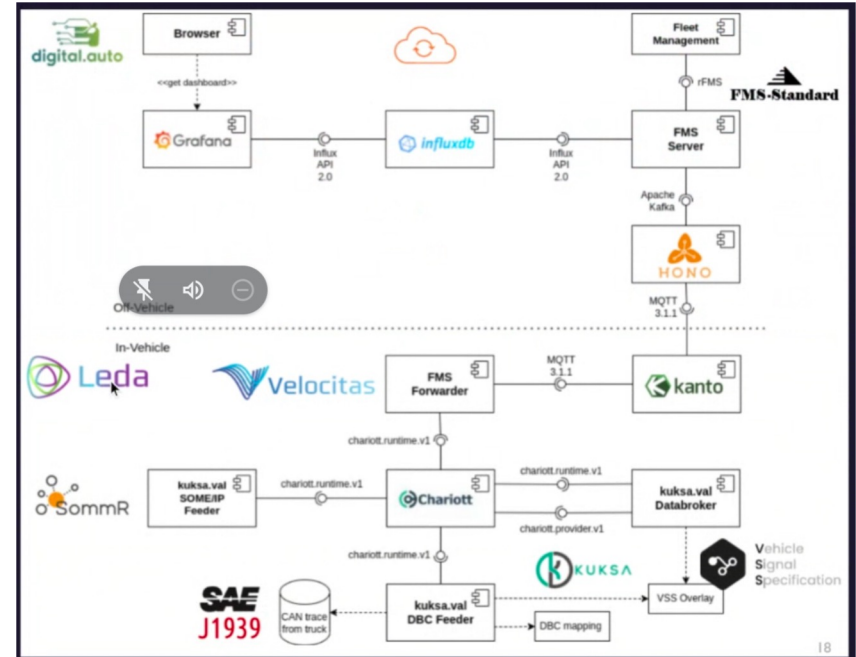 digital.auto
Browser
<<get dashboard>>
Fleet
Management
rFMS
FMS-Standard
Grafana
Influx
API
2.0
influxdb
Influx
API
2.0
FMS
Server
Apache
Kafka
HONO
MQTT
3.1.1
Off-Vehicle
In-Vehicle
Leda
Velocitas
FMS
Forwarder
MQTT
3.1.1
kanto
chariott.runtime.v1
SommR
kuksa.val
SOME/IP
Feeder
chariott.runtime.v1
Chariott
chariott.runtime.v1
chariott.provider.v1
kuksa.val
Databroker
chariott.runtime.v1
KUKSA
Vehicle
Signal
Specification
SAE
J1939
CAN trace
from truck
kuksa.val
DBC Feeder
DBC mapping
VSS Overlay
18